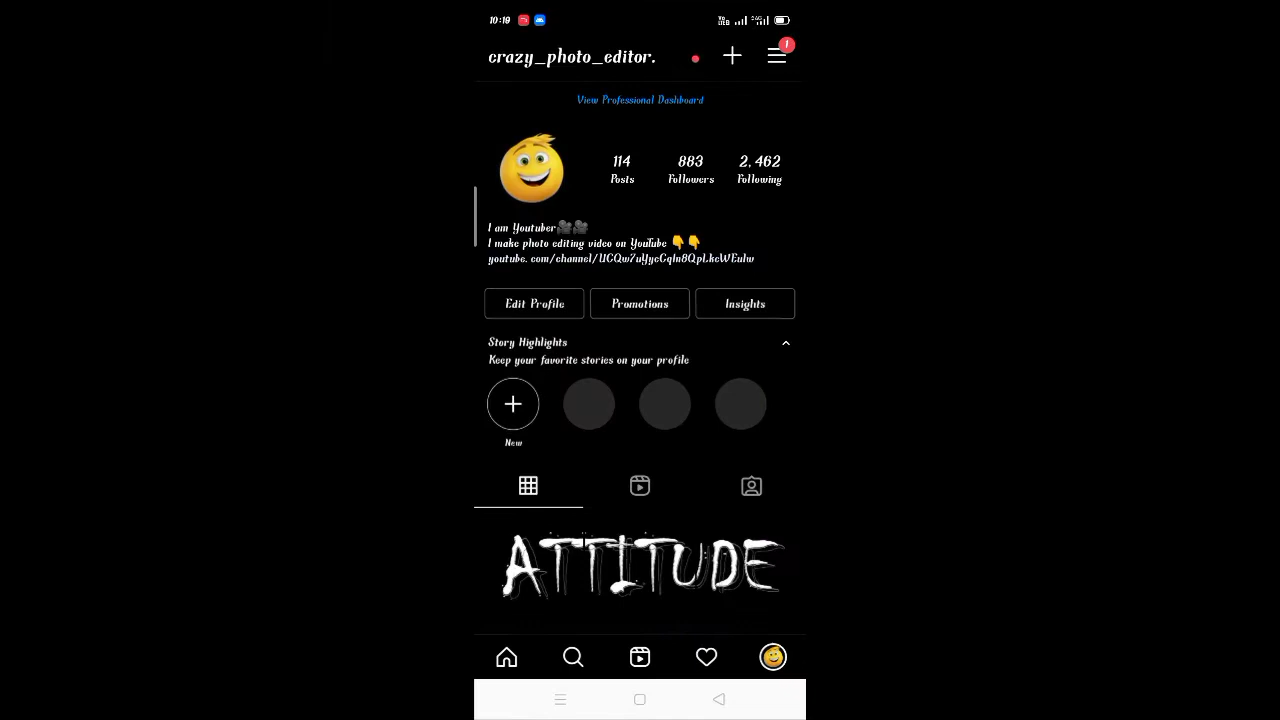 10:19
crazy_photo_editor.
1
View Professional Dashboard
114 883 2,462
Posts Followers Following
I am Youtuber🎥🎥
I make photo editing video on YouTube 👇👇
Edit Profile Promotions Insights
Story Highlights
Keep your favorite stories on your profile
New
ATTITUDE